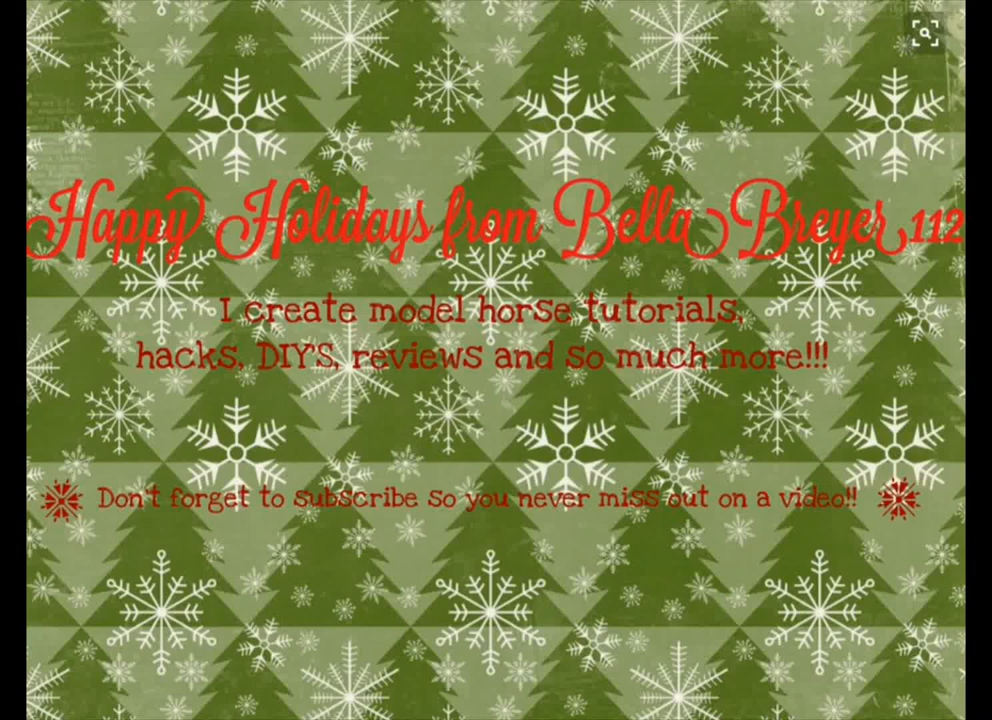 Happy Holidays from Bella Breyer 112
I create model horse tutorials,
hacks, DIY'S, reviews and so much more!!!
Don't forget to subscribe so you never miss out on a video!!